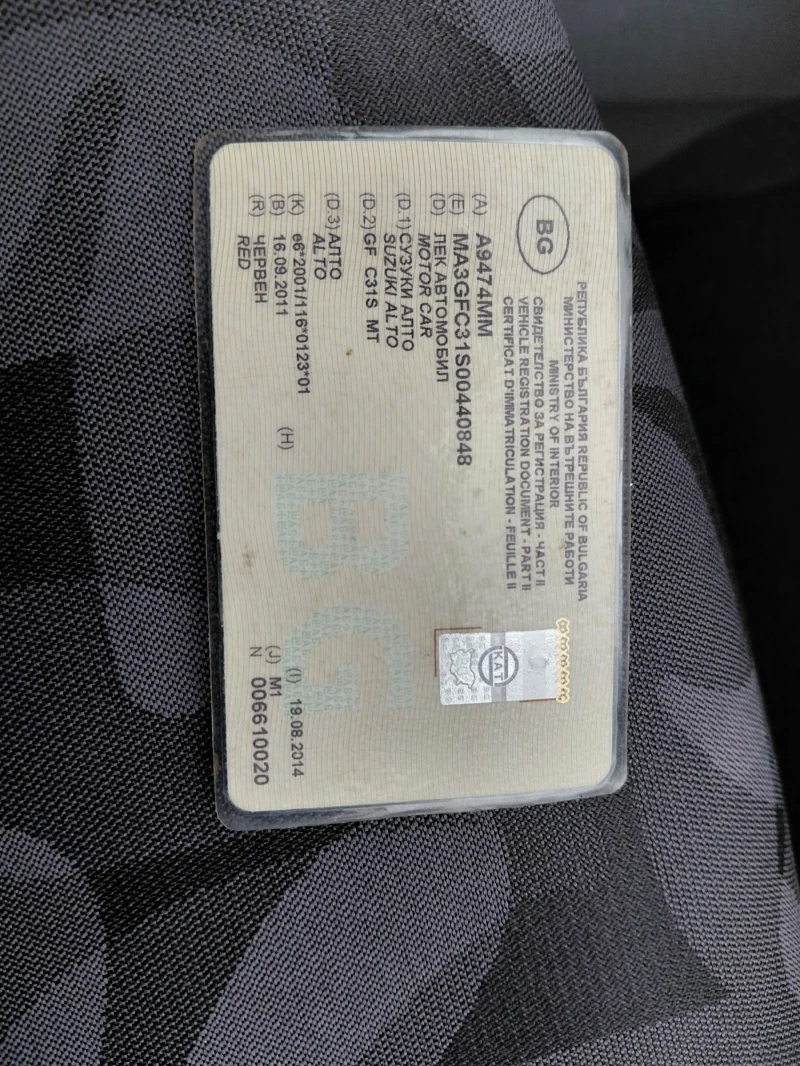 BG
РЕПУБЛИКА БЪЛГАРИЯ REPUBLIC OF BULGARIA
МИНИСТЕРСТВО НА ВЪТРЕШНИТЕ РАБОТИ
MINISTRY OF INTERIOR
СВИДЕТЕЛСТВО ЗА РЕГИСТРАЦИЯ - ЧАСТ II
VEHICLE REGISTRATION DOCUMENT - PART II
CERTIFICAT D'IMMATRICULATION - FEUILLE II
KAT
(A) A9474MM
(E) MA3GFC31S00440848
(D) ЛЕК АВТОМОБИЛ
MOTOR CAR
(D.1) СУЗУКИ АЛТО
SUZUKI ALTO
(D.2) GF C31S MT
(D.3) АЛТО
ALTO
(K) e6*2001/116*0123*01
(B) 16.09.2011 (H) (I) 19.08.2014
(R) ЧЕРВЕН (J) M1
RED N 006610020
BG